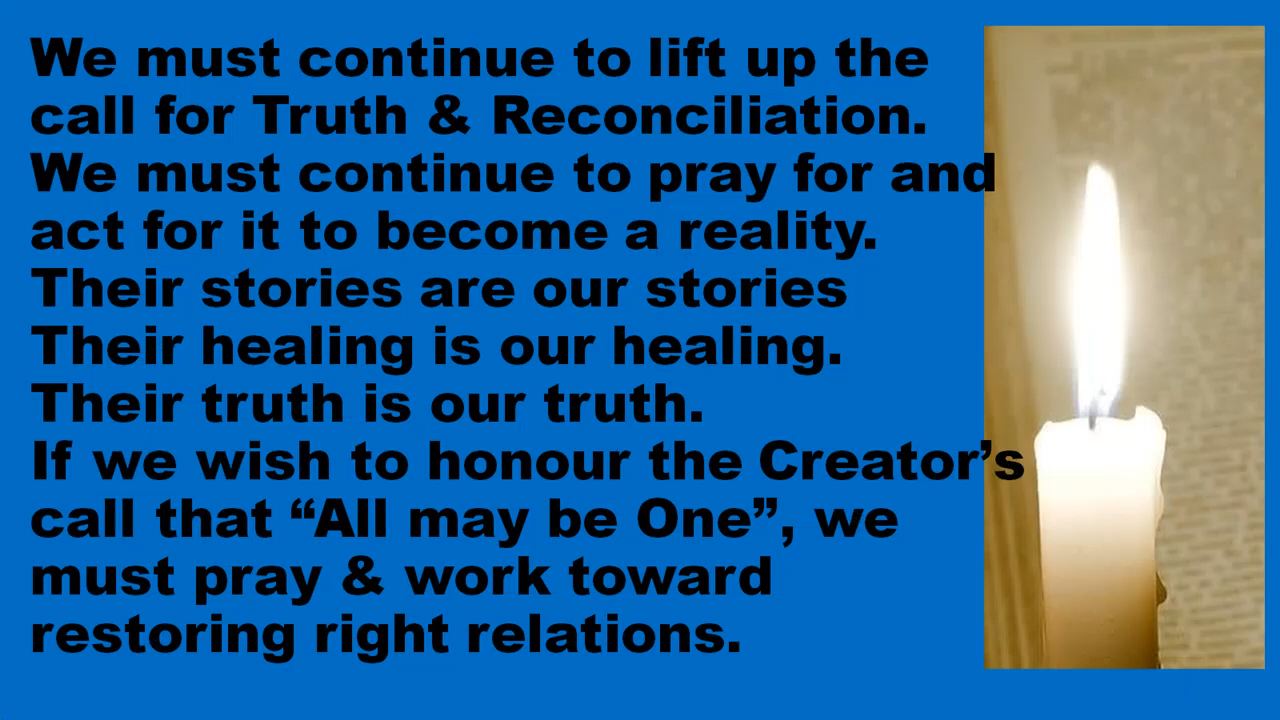 We must continue to lift up the
call for Truth & Reconciliation.
We must continue to pray for and
act for it to become a reality.
Their stories are our stories
Their healing is our healing.
Their truth is our truth.
If we wish to honour the Creator’s
call that “All may be One”, we
must pray & work toward
restoring right relations.